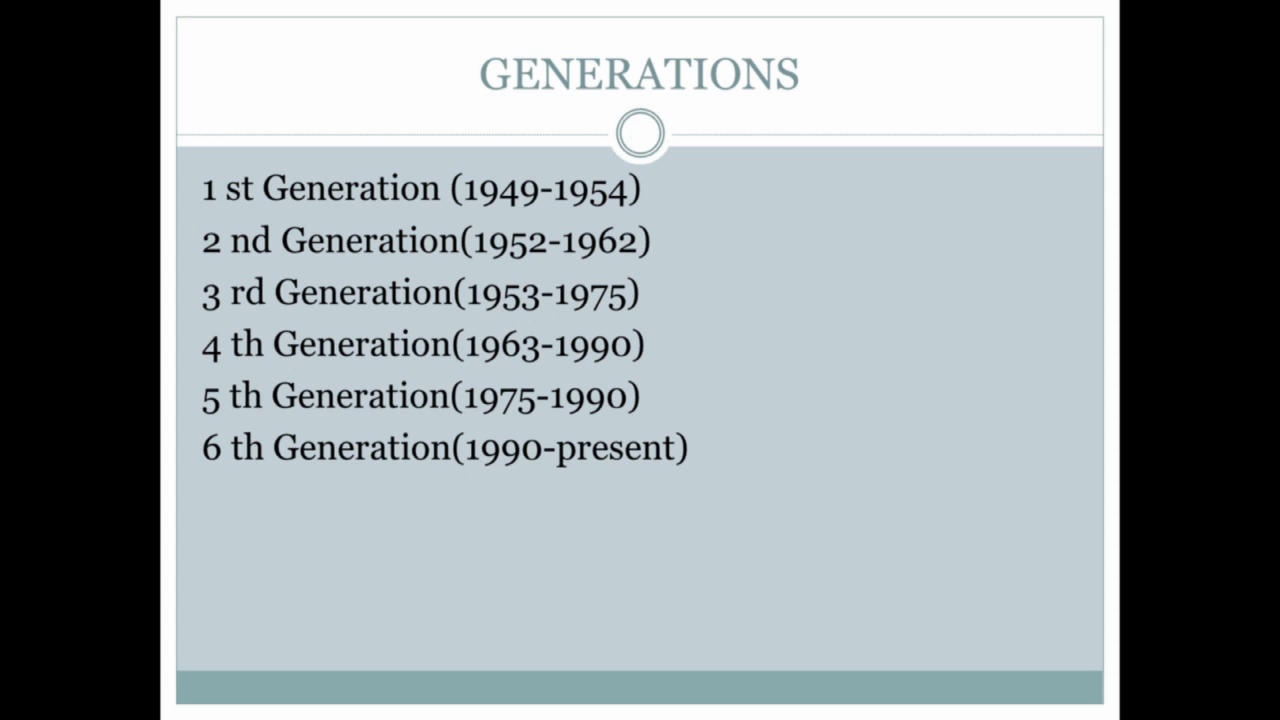 GENERATIONS
1 st Generation (1949-1954)
2 nd Generation(1952-1962)
3 rd Generation(1953-1975)
4 th Generation(1963-1990)
5 th Generation(1975-1990)
6 th Generation(1990-present)